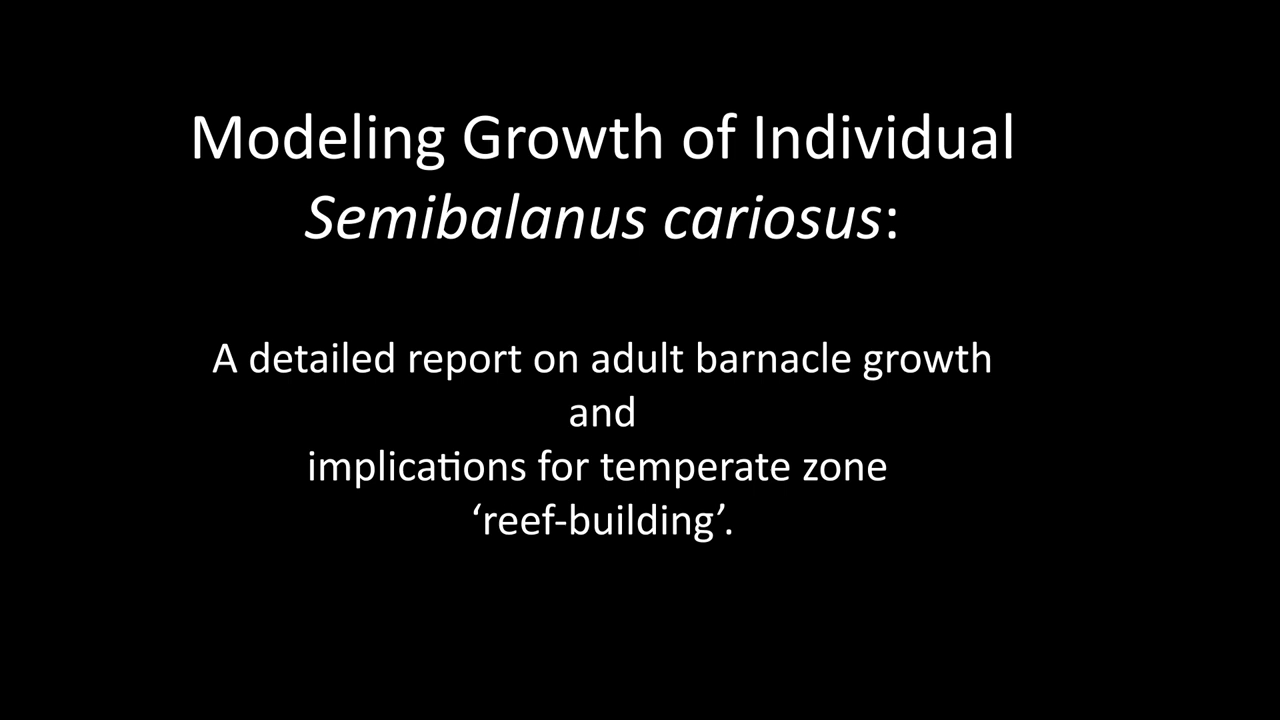 Modeling Growth of Individual
Semibalanus cariosus:
A detailed report on adult barnacle growth
and
implications for temperate zone
‘reef-building’.